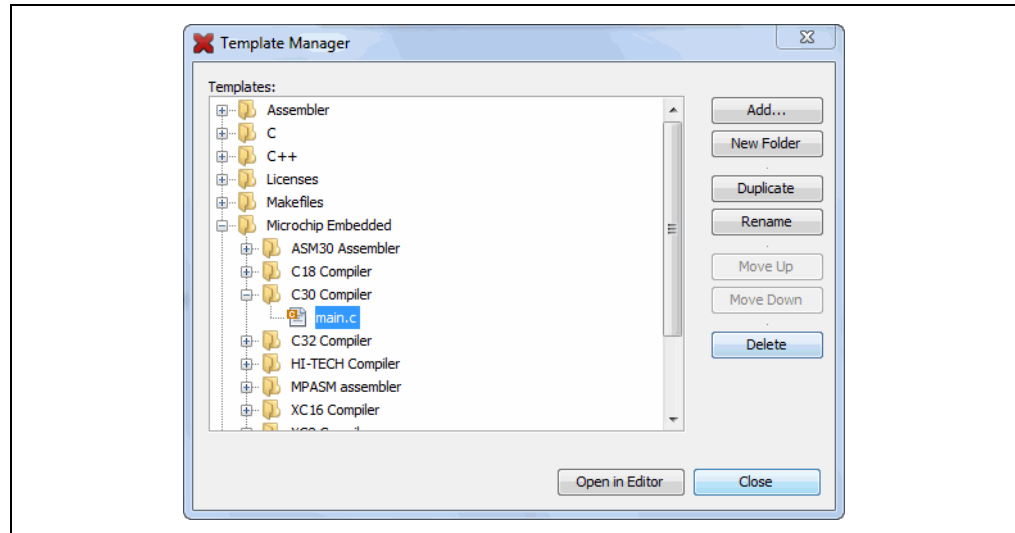 Template Manager
Templates:
Assembler
C
C++
Licenses
Makefiles
Microchip Embedded
ASM30 Assembler
C18 Compiler
C30 Compiler
main.c
C32 Compiler
HI-TECH Compiler
MPASM assembler
XC16 Compiler
Add...
New Folder
Duplicate
Rename
Move Up
Move Down
Delete
Open in Editor
Close